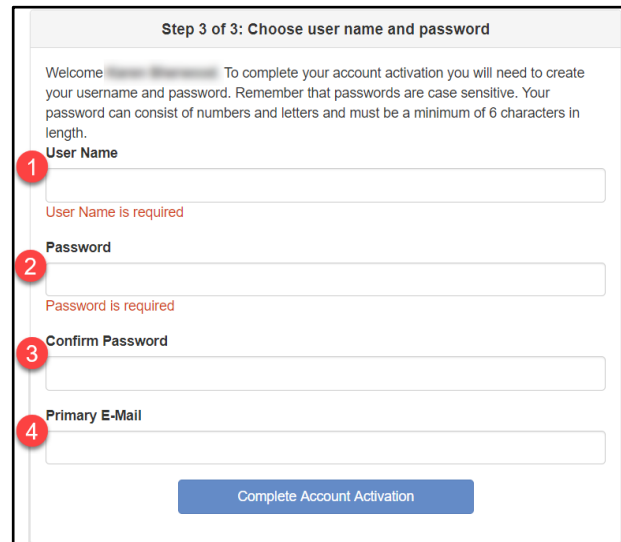 Step 3 of 3: Choose user name and password
Welcome To complete your account activation you will need to create
your username and password. Remember that passwords are case sensitive. Your
password can consist of numbers and letters and must be a minimum of 6 characters in
length.
User Name
1
User Name is required
Password
2
Password is required
Confirm Password
3
Primary E-Mail
4
Complete Account Activation